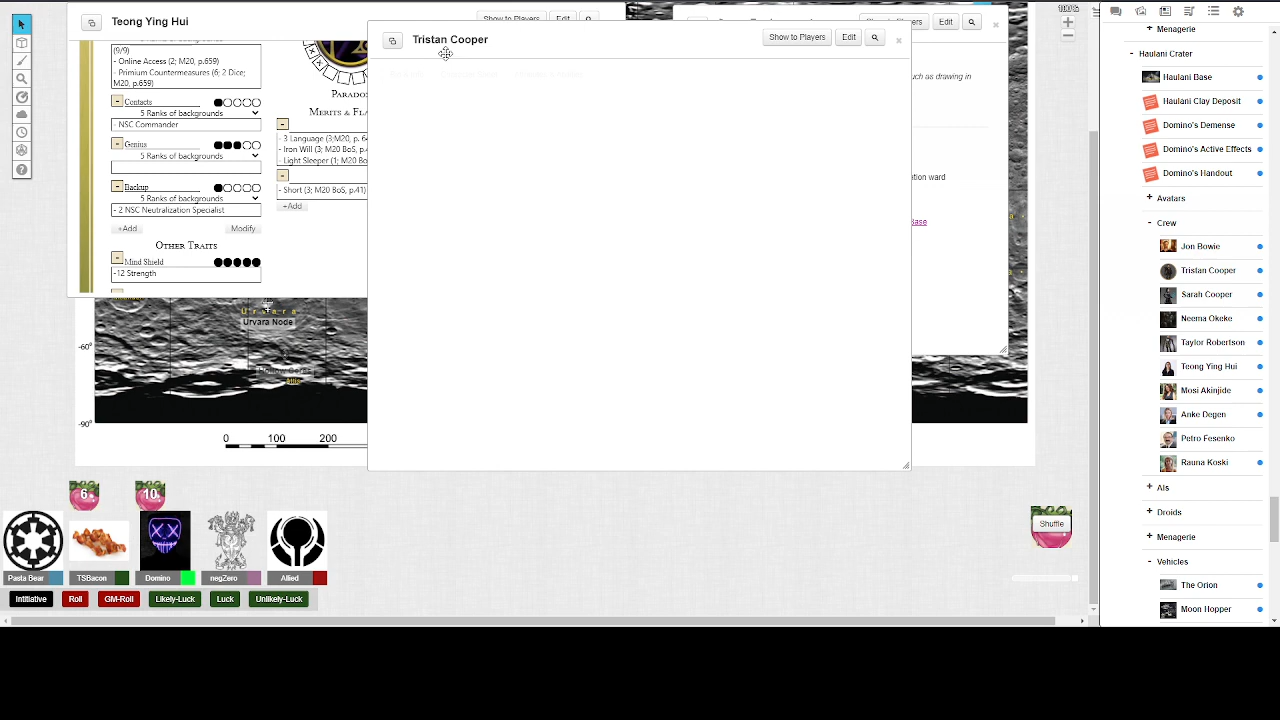 Teong Ying Hui
Show to Players
Edit
(9/9)
- Online Access (2; M20, p.659)
- Primium Countermeasures (6; 2 Dice; M20, p.659)
- Contacts
5 Ranks of backgrounds
- NSC Commander
- Genius
5 Ranks of backgrounds
- Backup
5 Ranks of backgrounds
- 2 NSC Neutralization Specialist
+Add
Modify
OTHER TRAITS
- Mind Shield
-12 Strength
PARADO
MERITS & FLA
-
- 3 Language (3;M20, p. 64
- Iron Will (3; M20 BoS, p.4
- Light Sleeper (1; M20 Bo
-
- Short (3; M20 BoS, p.41)
+Add
Tristan Cooper
Show to Players
Edit
Players
Edit
uch as drawing in
ation ward
Base
Urvara
Urvara Node
-60°
-90°
0
100
200
6
10
Pasta Bear
TSBacon
Domino
negZero
Allied
Intitiative
Roll
GM-Roll
Likely-Luck
Luck
Unlikely-Luck
Shuffle
100%
+ Menagerie
- Haulani Crater
Haulani Base
Haulani Clay Deposit
Domino's Demense
Domino's Active Effects
Domino's Handout
+ Avatars
- Crew
Jon Bowie
Tristan Cooper
Sarah Cooper
Neema Okeke
Taylor Robertson
Teong Ying Hui
Mosi Akinjide
Anke Degen
Petro Fesenko
Rauna Koski
+ AIs
+ Droids
+ Menagerie
- Vehicles
The Orion
Moon Hopper